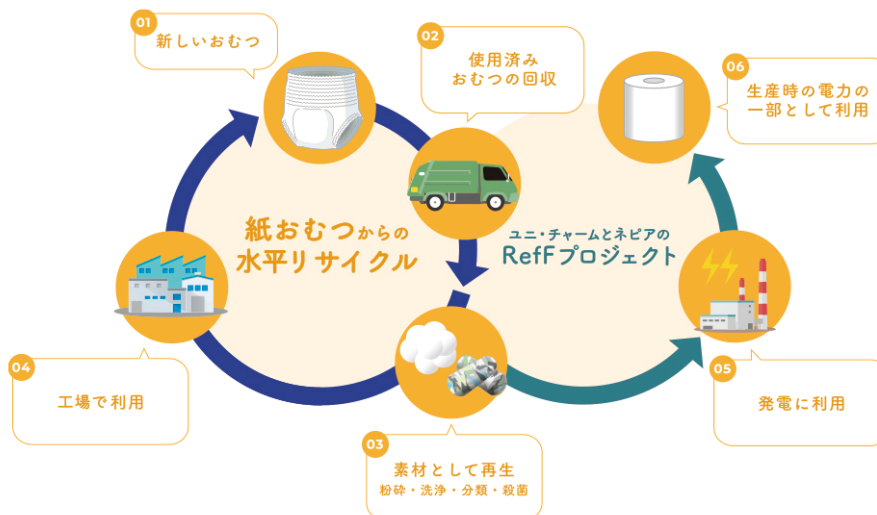 01
新しいおむつ
02
使用済み
おむつの回収
06
生産時の電力の
一部として利用
紙おむつからの
水平リサイクル
ユニ・チャームとネピアの
RefFプロジェクト
04
工場で利用
05
発電に利用
03
素材として再生
粉砕・洗浄・分類・殺菌